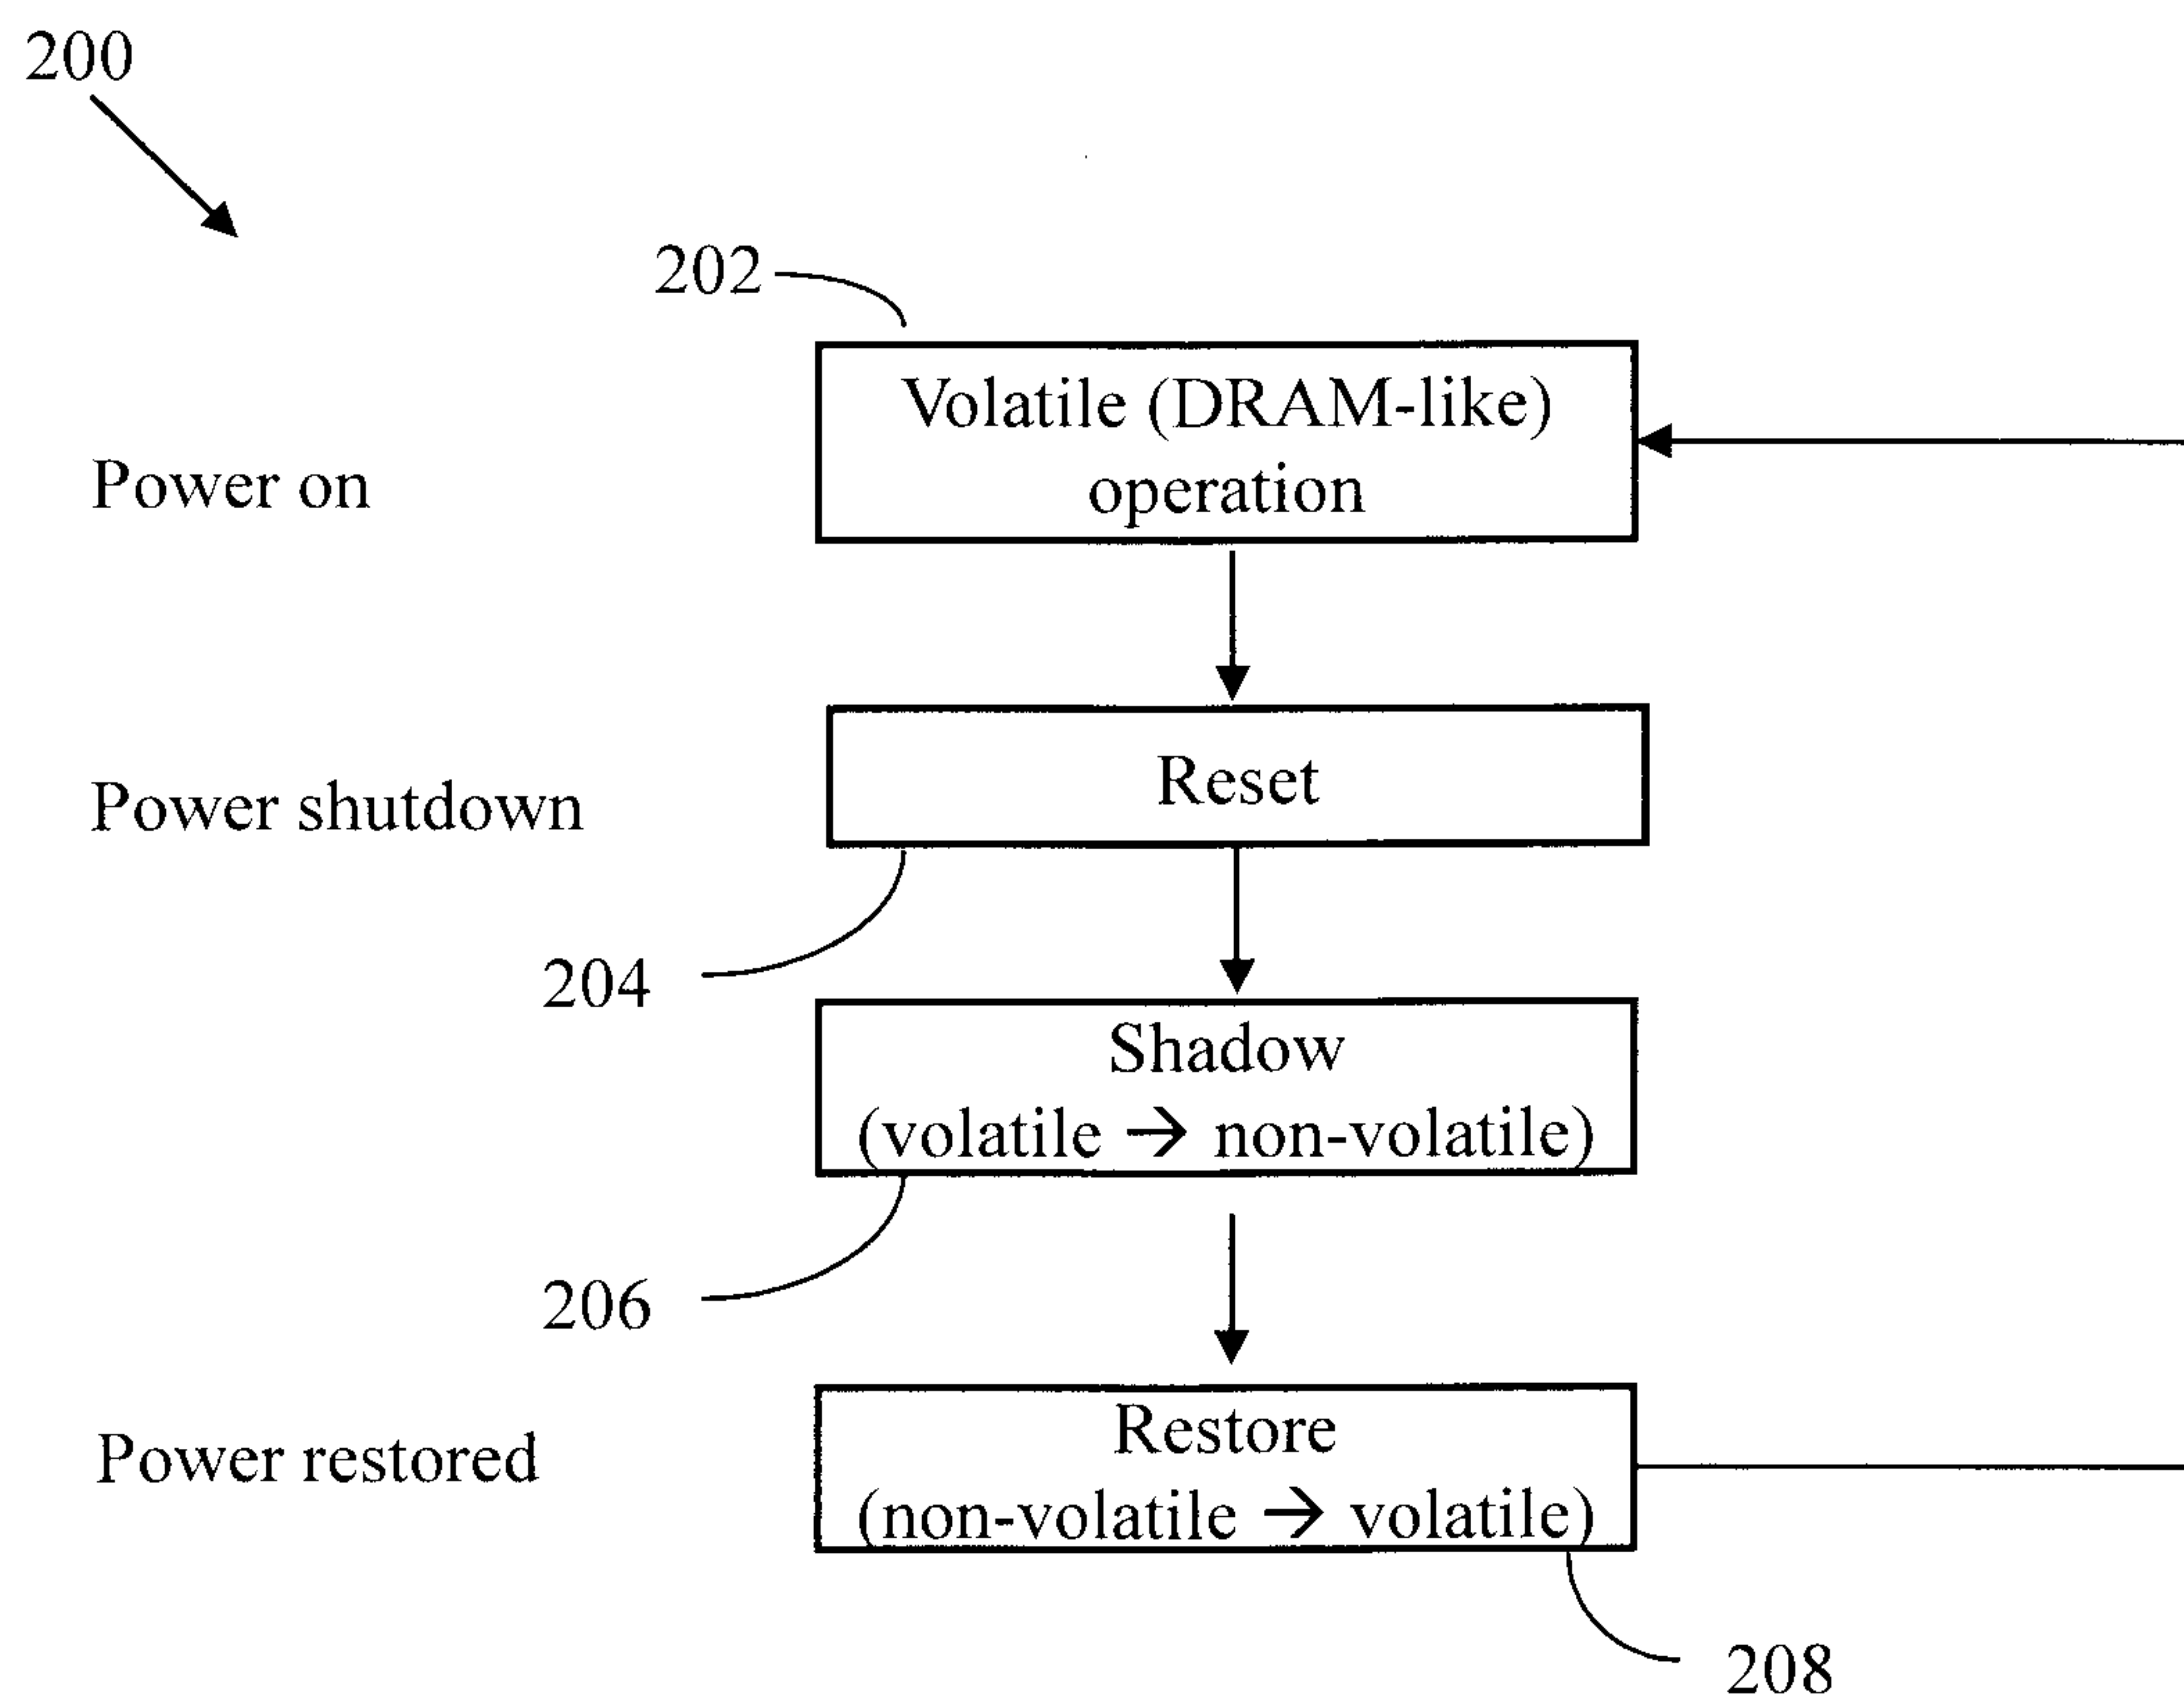 200
202
Volatile (DRAM-like)
operation
Power on
Reset
Power shutdown
204
Shadow
(volatile → non-volatile)
206
Restore
Power restored
(non-volatile → volatile)
208